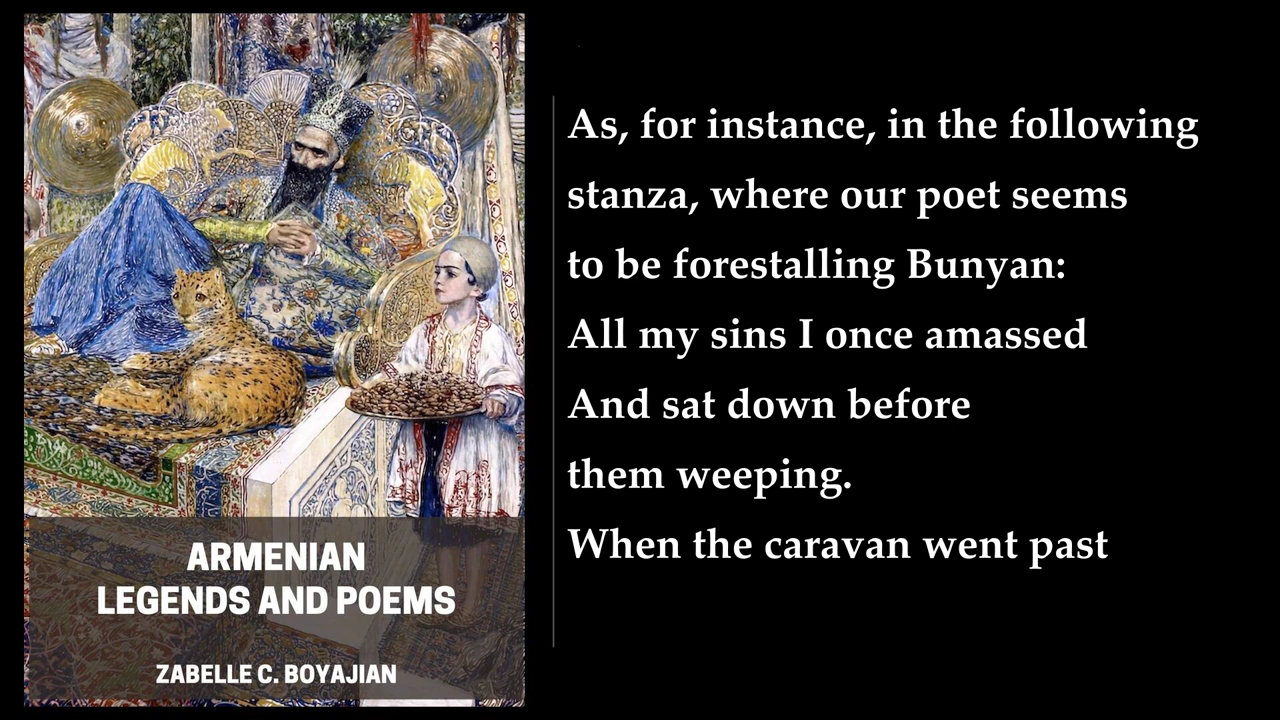 ARMENIAN
LEGENDS AND POEMS
ZABELLE C. BOYAJIAN
As, for instance, in the following
stanza, where our poet seems
to be forestalling Bunyan:
All my sins I once amassed
And sat down before
them weeping.
When the caravan went past